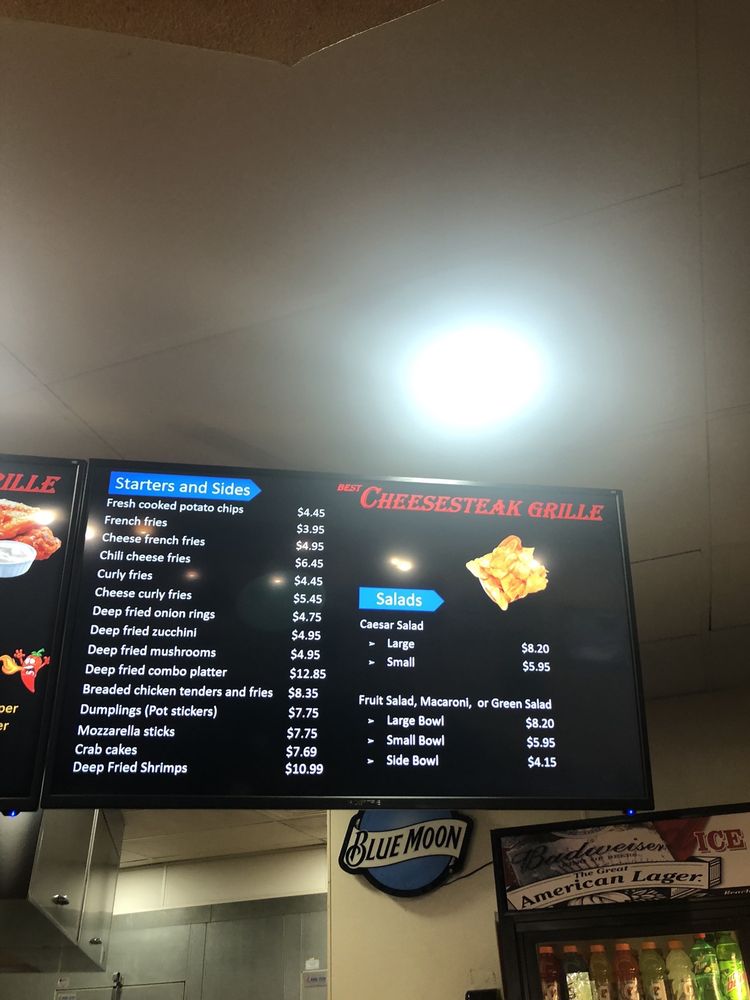 RILLE
per
er
Starters and Sides
Fresh cooked potato chips $4.45
French fries $3.95
Cheese french fries $4.95
Chili cheese fries $6.45
Curly fries $4.45
Cheese curly fries $5.45
Deep fried onion rings $4.75
Deep fried zucchini $4.95
Deep fried mushrooms $4.95
Deep fried combo platter $12.85
Breaded chicken tenders and fries $8.35
Dumplings (Pot stickers) $7.75
Mozzarella sticks $7.75
Crab cakes $7.69
Deep Fried Shrimps $10.99
BEST CHEESESTEAK GRILLE
Salads
Caesar Salad
➢ Large $8.20
➢ Small $5.95
Fruit Salad, Macaroni, or Green Salad
➢ Large Bowl $8.20
➢ Small Bowl $5.95
➢ Side Bowl $4.15
BLUE MOON
Budweiser
KING OF BEERS
The Great
American Lager.
ICE